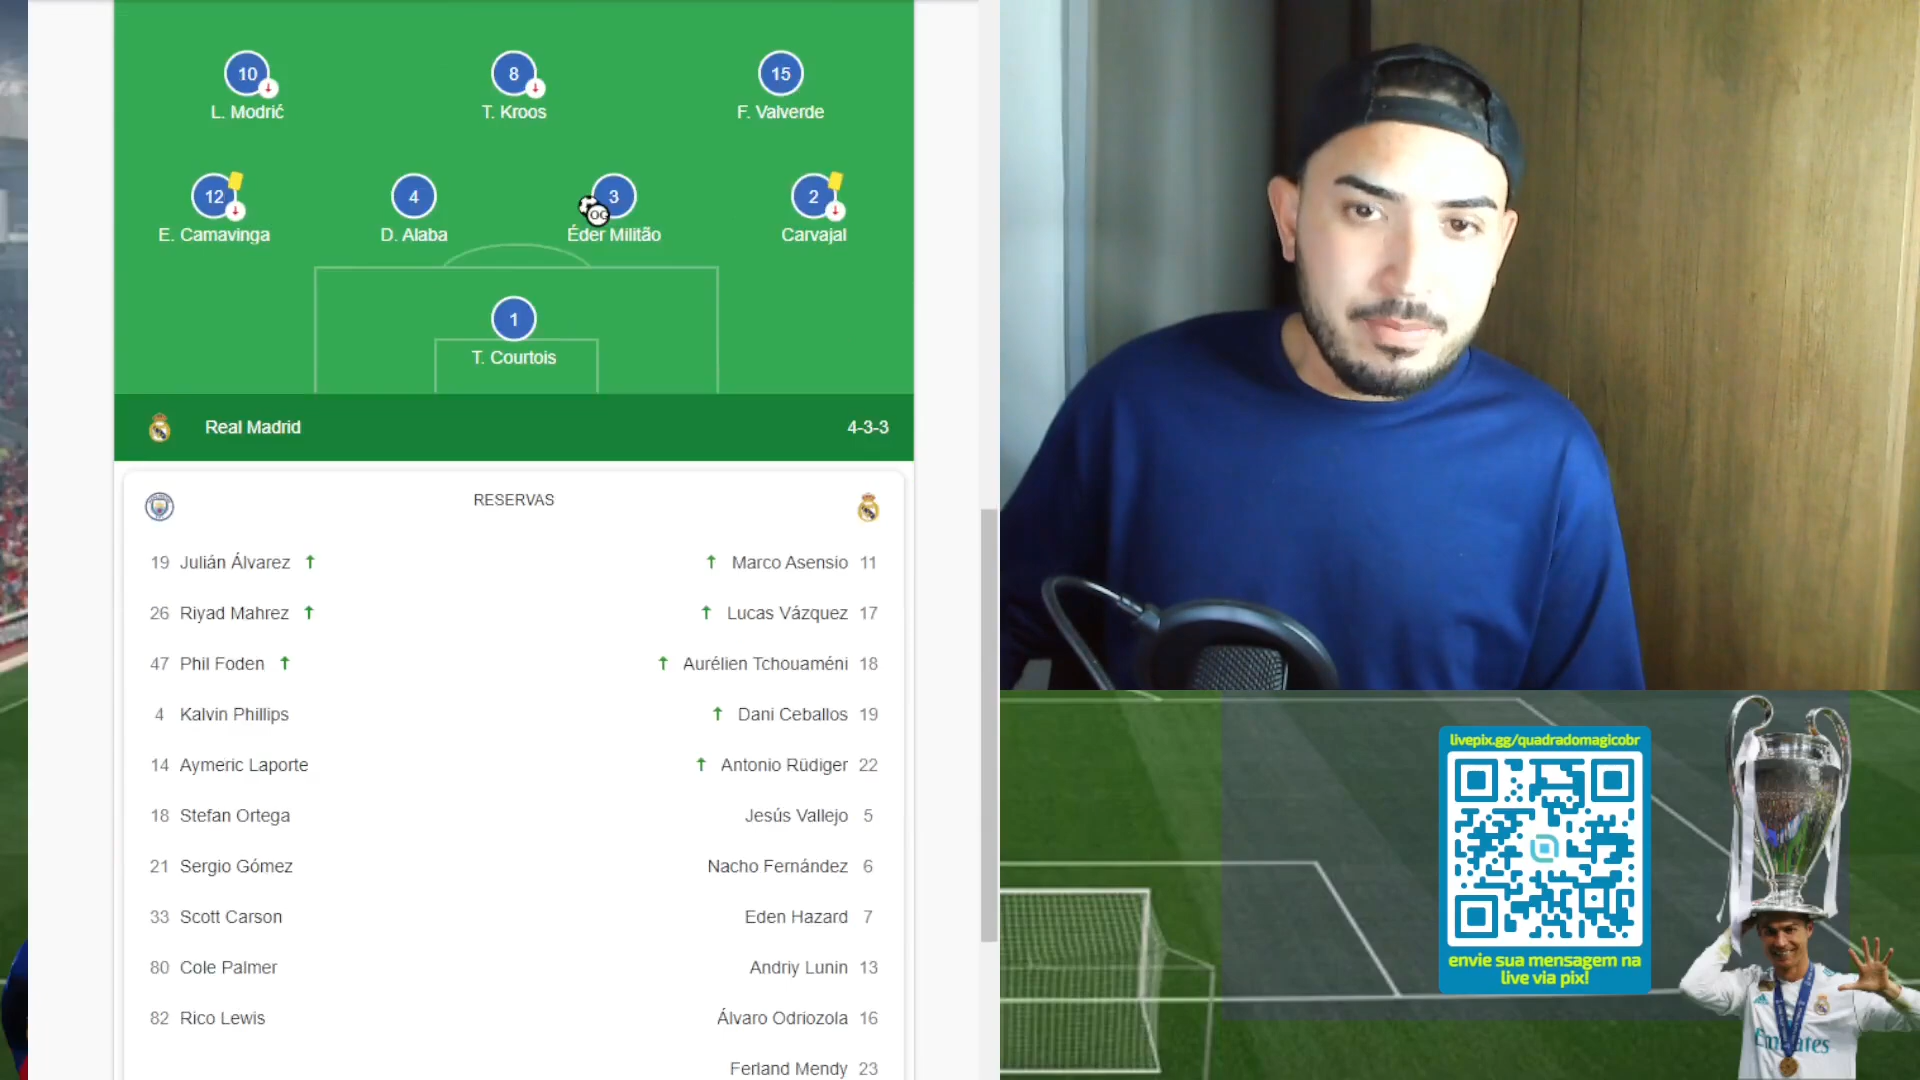 10 8 15
L. Modrić T. Kroos F. Valverde
12 4 3 2
OG
E. Camavinga D. Alaba Éder Militão Carvajal
1
T. Courtois
Real Madrid 4-3-3
RESERVAS
19 Julián Álvarez Marco Asensio 11
26 Riyad Mahrez Lucas Vázquez 17
47 Phil Foden Aurélien Tchouaméni 18
4 Kalvin Phillips Dani Ceballos 19
14 Aymeric Laporte Antonio Rüdiger 22
18 Stefan Ortega Jesús Vallejo 5
21 Sergio Gómez Nacho Fernández 6
33 Scott Carson Eden Hazard 7
80 Cole Palmer Andriy Lunin 13
82 Rico Lewis Álvaro Odriozola 16
Ferland Mendy 23
livepix.gg/quadradomagicobr
envie sua mensagem na
live via pix!
Emirates